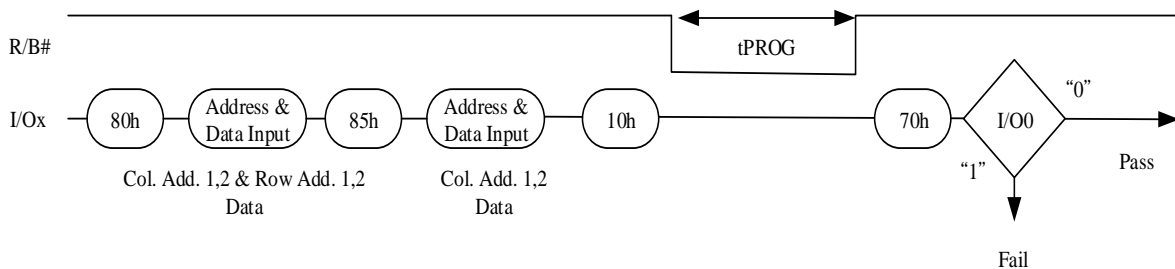 R/B#
tPROG
I/Ox
80h
Address &
Data Input
85h
Address &
Data Input
10h
70h
I/O0
“0”
“1”
Pass
Col. Add. 1,2 & Row Add. 1,2
Data
Col. Add. 1,2
Data
Fail